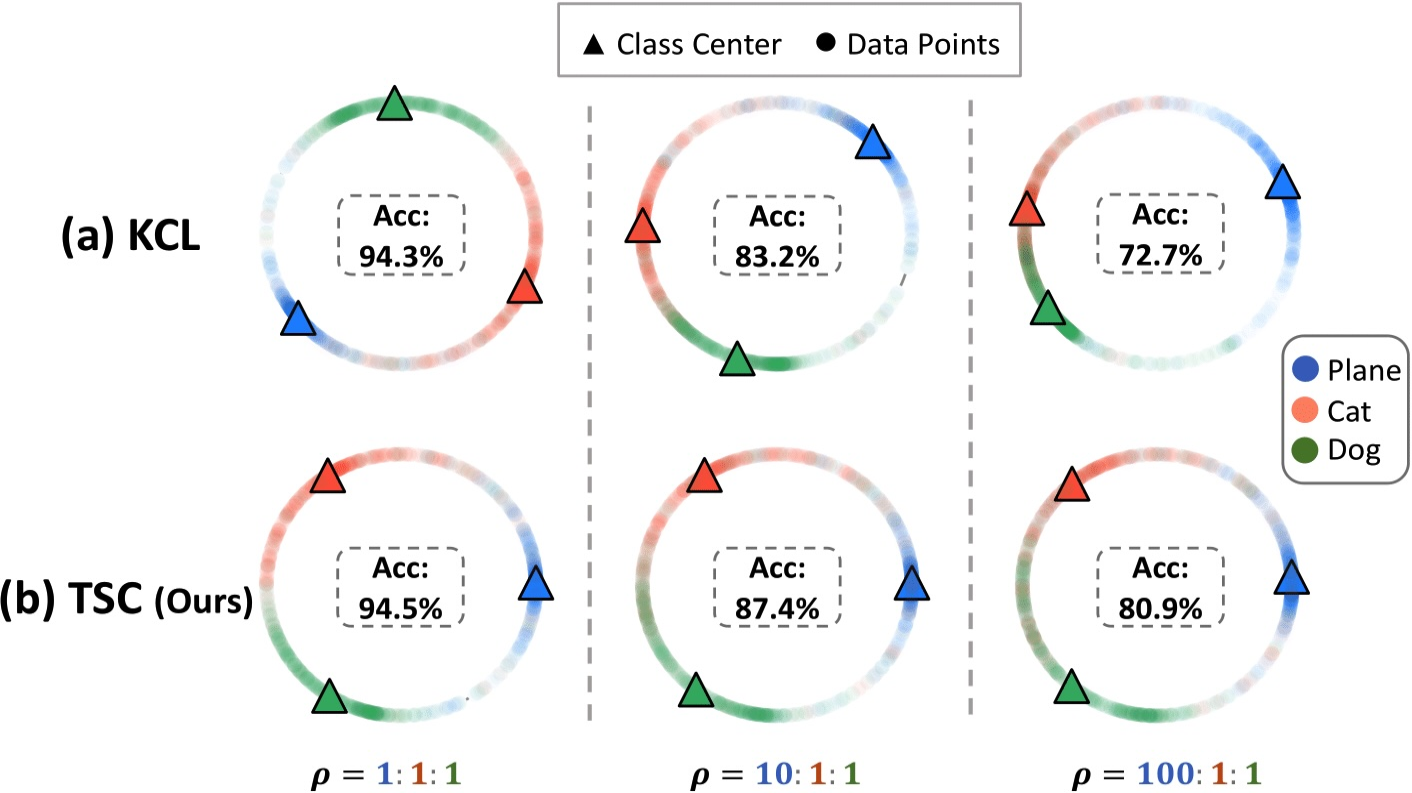 ▲ Class Center ● Data Points
(a) KCL
Acc:
94.3%
Acc:
83.2%
Acc:
72.7%
Plane
Cat
Dog
(b) TSC (Ours)
Acc:
94.5%
Acc:
87.4%
Acc:
80.9%
ρ = 1: 1: 1
ρ = 10: 1: 1
ρ = 100: 1: 1